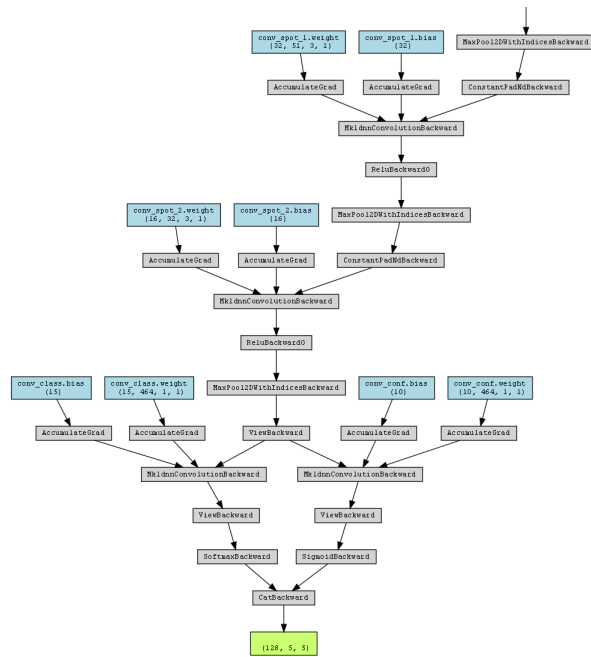 conv_spot_1.weight
(32, 51, 3, 1)
conv_spot_1.bias
(32)
MaxPool2DWithIndicesBackward
AccumulateGrad
AccumulateGrad
ConstantPadNdBackward
MkldnnConvolutionBackward
ReluBackward0
conv_spot_2.weight
(16, 32, 3, 1)
conv_spot_2.bias
(16)
MaxPool2DWithIndicesBackward
AccumulateGrad
AccumulateGrad
ConstantPadNdBackward
MkldnnConvolutionBackward
ReluBackward0
conv_class.bias
(15)
conv_class.weight
(15, 464, 1, 1)
MaxPool2DWithIndicesBackward
conv_conf.bias
(10)
conv_conf.weight
(10, 464, 1, 1)
AccumulateGrad
AccumulateGrad
ViewBackward
AccumulateGrad
AccumulateGrad
MkldnnConvolutionBackward
MkldnnConvolutionBackward
ViewBackward
ViewBackward
SoftmaxBackward
SigmoidBackward
CatBackward
(128, 5, 5)